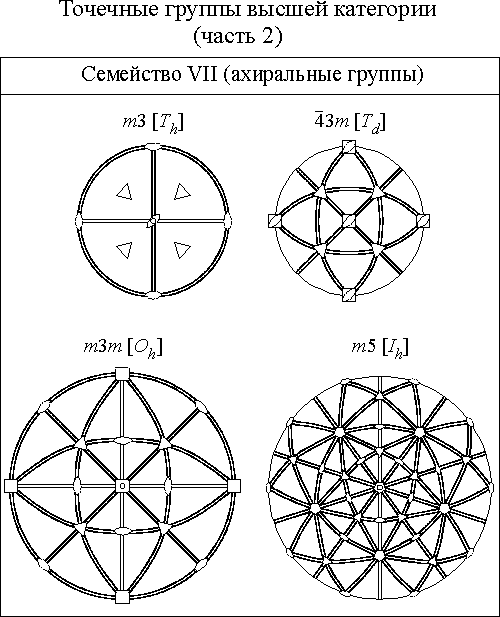 Точечные группы высшей категории
(часть 2)
Семейство VII (ахиральные группы)
m3 [Th] 4̅3m [Td]
m3m [Oh] m5 [Ih]